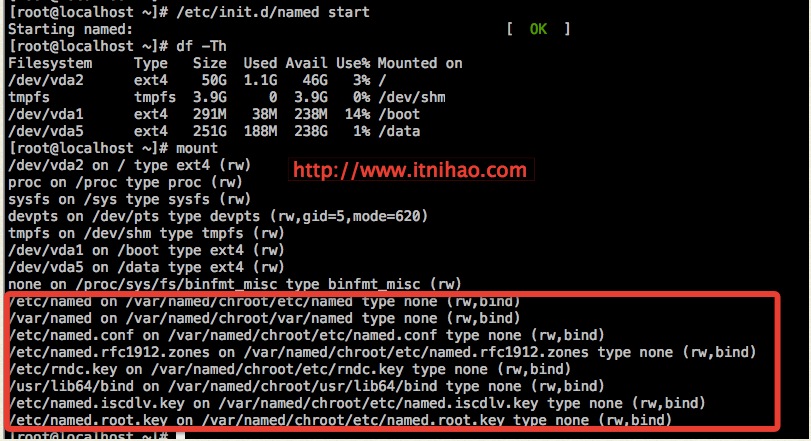 [root@localhost ~]# /etc/init.d/named start
Starting named:                                            [  OK  ]
[root@localhost ~]# df -Th
Filesystem     Type   Size  Used Avail Use% Mounted on
/dev/vda2      ext4    50G  1.1G   46G   3% /
tmpfs          tmpfs  3.9G     0  3.9G   0% /dev/shm
/dev/vda1      ext4   291M   38M  238M  14% /boot
/dev/vda5      ext4   251G  188M  238G   1% /data
[root@localhost ~]# mount
/dev/vda2 on / type ext4 (rw)
http://www.itnihao.com
proc on /proc type proc (rw)
sysfs on /sys type sysfs (rw)
devpts on /dev/pts type devpts (rw,gid=5,mode=620)
tmpfs on /dev/shm type tmpfs (rw)
/dev/vda1 on /boot type ext4 (rw)
/dev/vda5 on /data type ext4 (rw)
none on /proc/sys/fs/binfmt_misc type binfmt_misc (rw)
/etc/named on /var/named/chroot/etc/named type none (rw,bind)
/var/named on /var/named/chroot/var/named type none (rw,bind)
/etc/named.conf on /var/named/chroot/etc/named.conf type none (rw,bind)
/etc/named.rfc1912.zones on /var/named/chroot/etc/named.rfc1912.zones type none (rw,bind)
/etc/rndc.key on /var/named/chroot/etc/rndc.key type none (rw,bind)
/usr/lib64/bind on /var/named/chroot/usr/lib64/bind type none (rw,bind)
/etc/named.iscdlv.key on /var/named/chroot/etc/named.iscdlv.key type none (rw,bind)
/etc/named.root.key on /var/named/chroot/etc/named.root.key type none (rw,bind)
[root@localhost ~]#